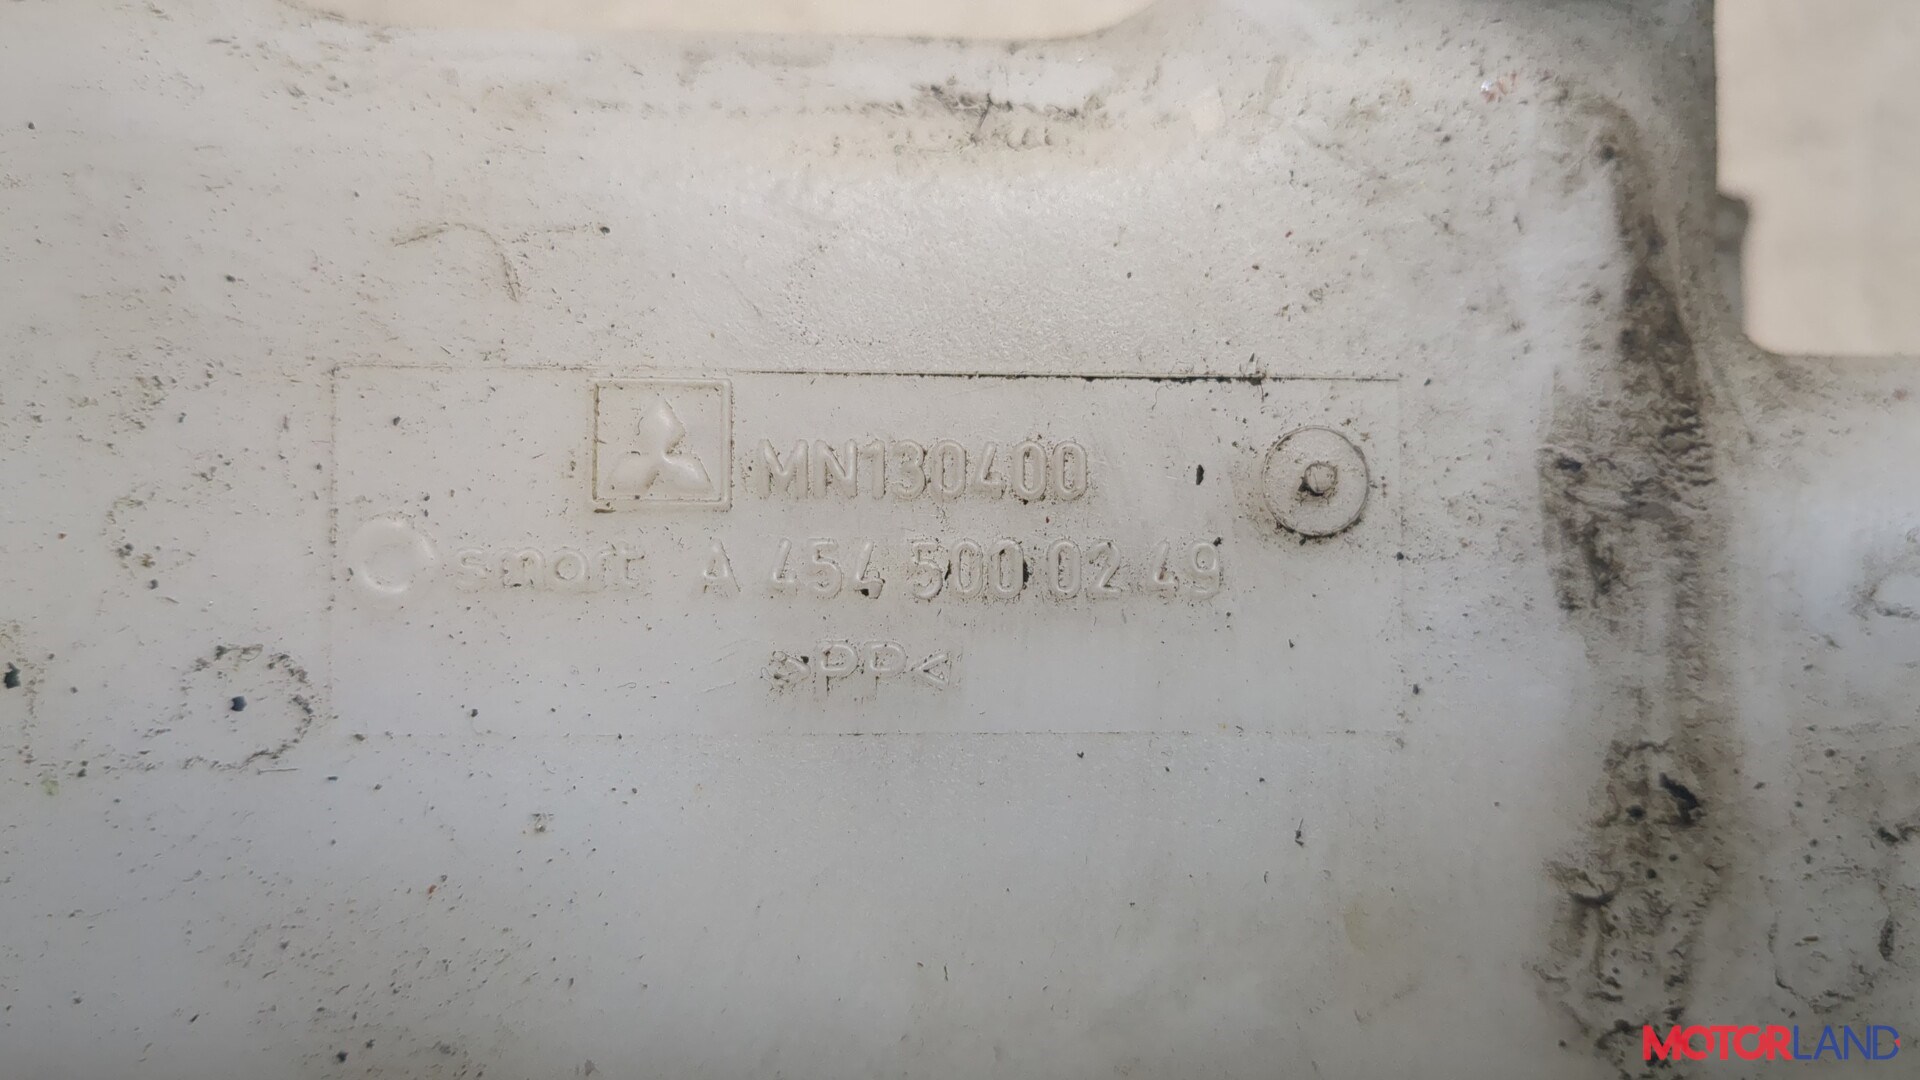 MN130400
smart A 454 500 02 49
>PP<
MOTORLAND